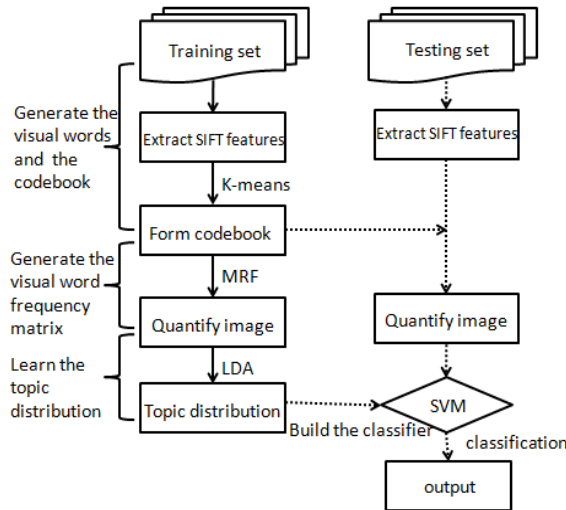 Training set
Testing set
Generate the
visual words
and the
codebook
Extract SIFT features
Extract SIFT features
K-means
Form codebook
Generate the
visual word
frequency
matrix
MRF
Quantify image
Quantify image
Learn the
topic
distribution
LDA
Topic distribution
SVM
Build the classifier
classification
output